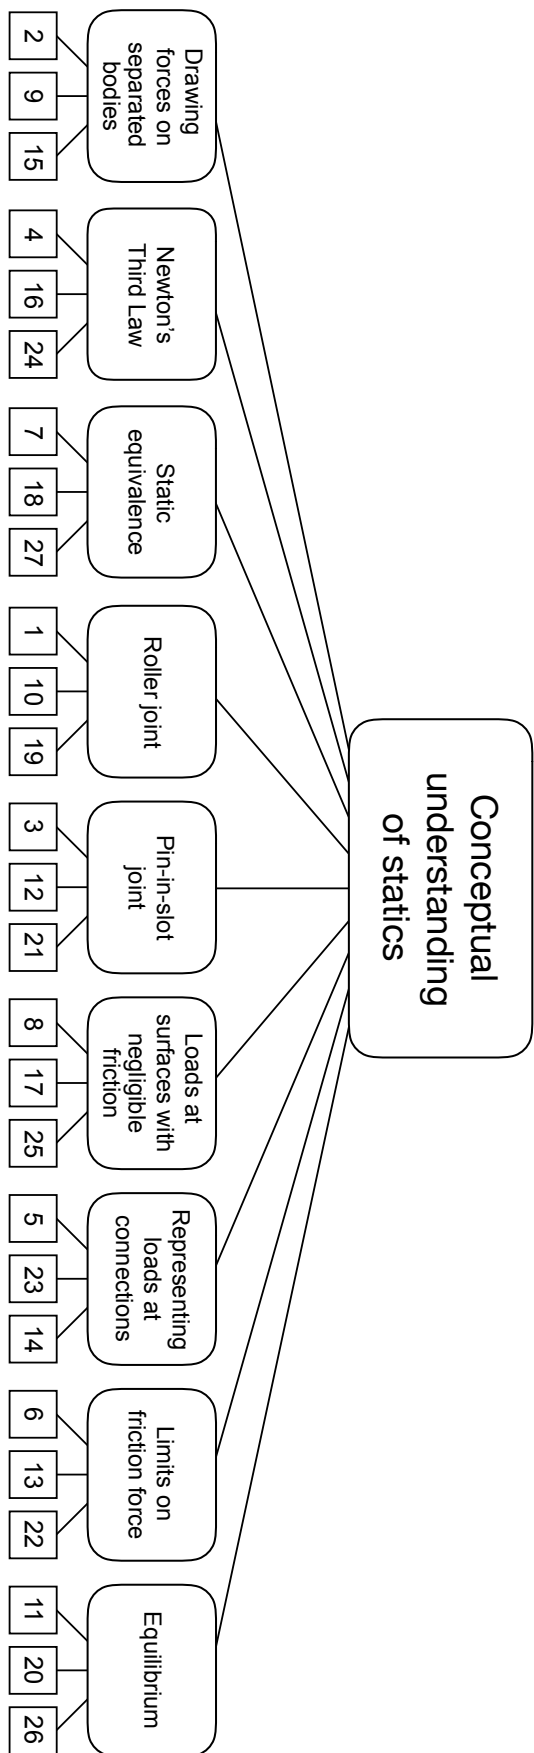 Conceptual
understanding
of statics
Drawing
forces on
separated
bodies
2
9
15
Newton's
Third Law
4
16
24
Static
equivalence
7
18
27
Roller joint
1
10
19
Pin-in-slot
joint
3
12
21
Loads at
surfaces with
negligible
friction
8
17
25
Representing
loads at
connections
5
23
14
Limits on
friction force
6
13
22
Equilibrium
11
20
26